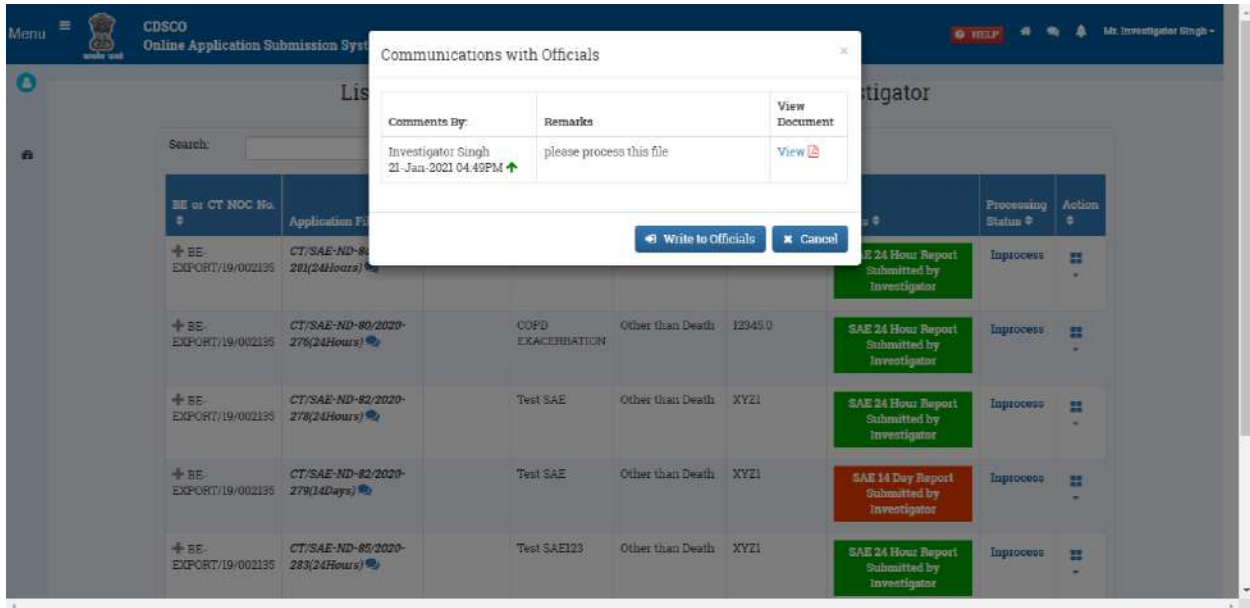 Menu
CDSCO
Online Application Submission Syst
HELP
Mr. Investigator Singh
Communications with Officials
×
Comments By:
Remarks
View
Document
Investigator Singh
21-Jan-2021 04:49PM
please process this file
View
Write to Officials
Cancel
Lis
stigator
Search:
BE or CT NOC No.
Application Fil
Processing
Status
Action
BE-
EXPORT/19/002135
281(24Hours)
SAE 24 Hour Report
Submitted by
Investigator
Inprocess
BE-
EXPORT/19/002135
CT/SAE-ND-80/2020-
276(24Hours)
COPD
EXACERBATION
Other than Death
12345.0
SAE 24 Hour Report
Submitted by
Investigator
Inprocess
BE-
EXPORT/19/002135
CT/SAE-ND-82/2020-
278(24Hours)
Test SAE
Other than Death
XYZ1
SAE 24 Hour Report
Submitted by
Investigator
Inprocess
BE-
EXPORT/19/002135
CT/SAE-ND-82/2020-
279(14Days)
Test SAE
Other than Death
XYZ1
SAE 14 Day Report
Submitted by
Investigator
Inprocess
BE-
EXPORT/19/002135
CT/SAE-ND-85/2020-
283(24Hours)
Test SAE123
Other than Death
XYZ1
SAE 24 Hour Report
Submitted by
Investigator
Inprocess